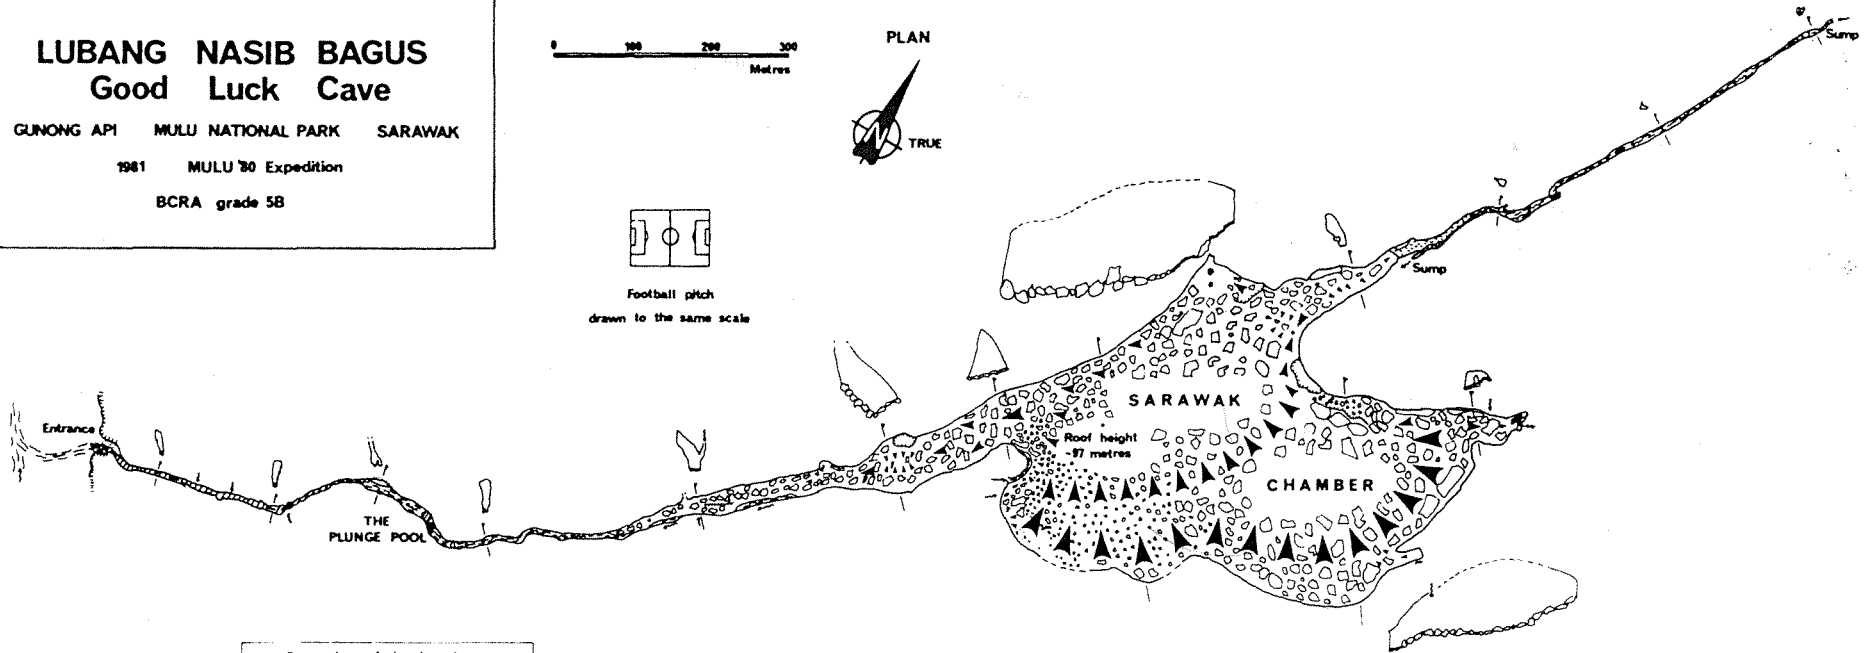 LUBANG NASIB BAGUS
Good Luck Cave
GUNONG API MULU NATIONAL PARK SARAWAK
1981 MULU '80 Expedition
BCRA grade 5B
0 100 200 300
Metres
PLAN
N
TRUE
Football pitch
drawn to the same scale
Sump
Sump
Entrance
THE
PLUNGE POOL
SARAWAK
Roof height
~97 metres
CHAMBER